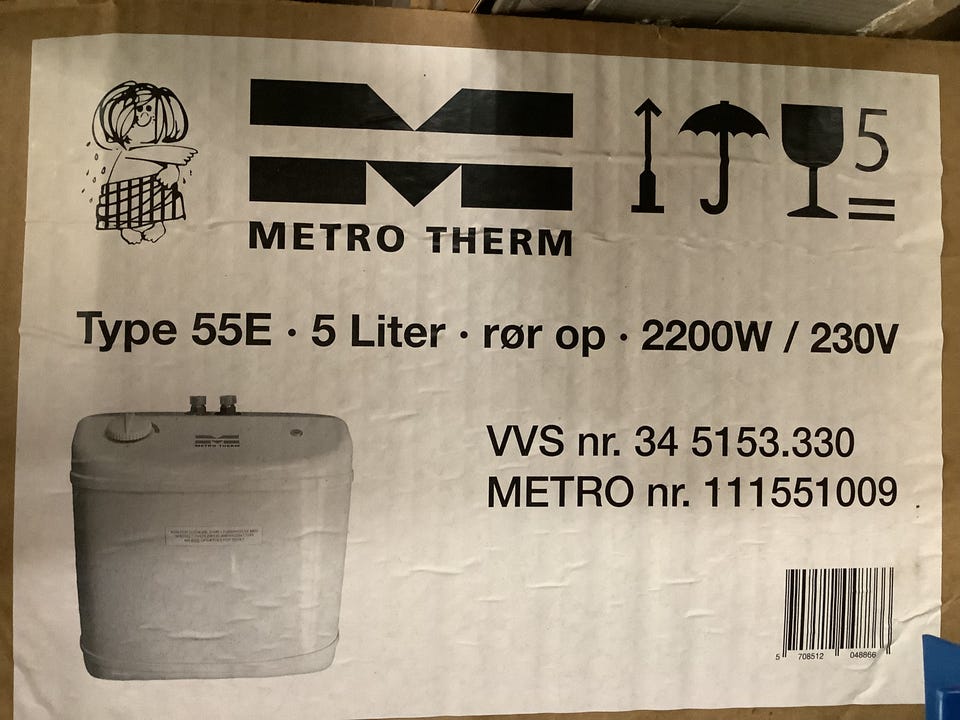 METRO THERM
5
Type 55E · 5 Liter · rør op · 2200W / 230V
METRO THERM
VVS nr. 34 5153.330
METRO nr. 111551009
5 708512 048866